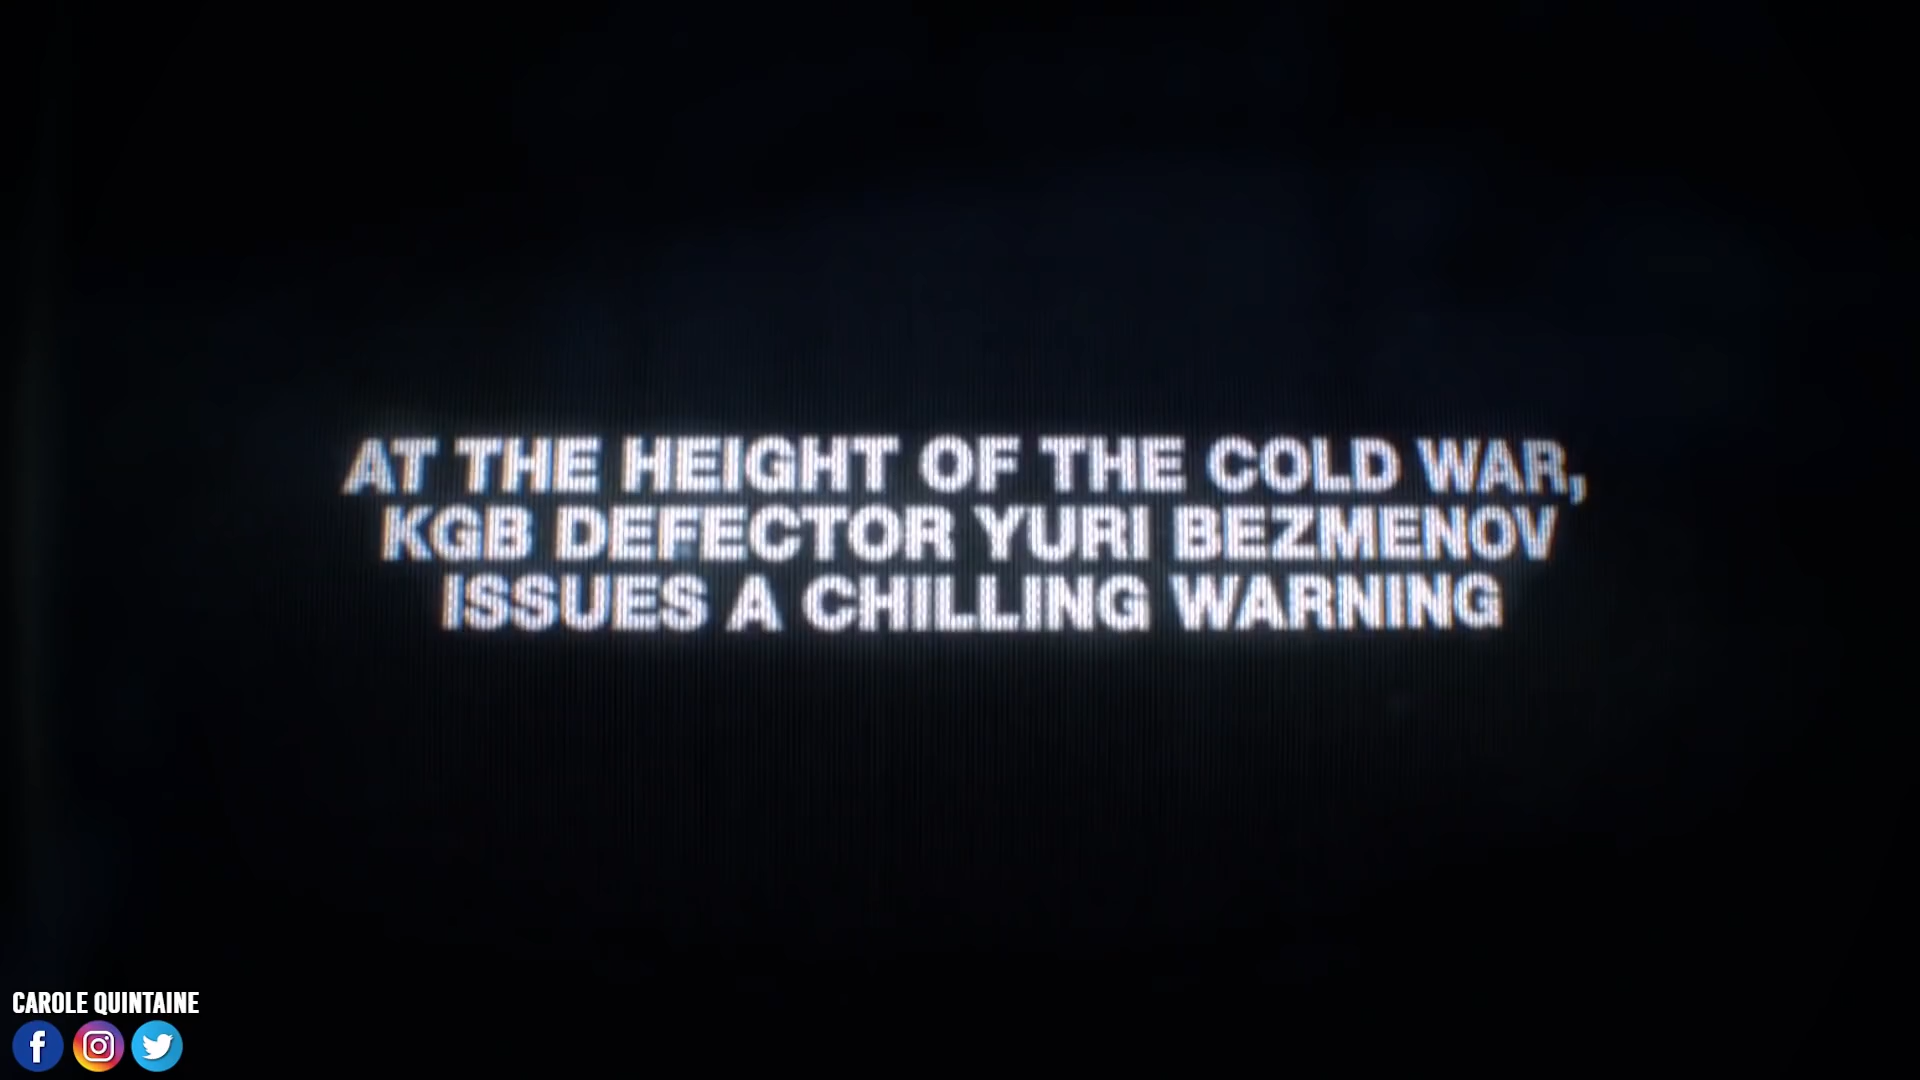 AT THE HEIGHT OF THE COLD WAR,
KGB DEFECTOR YURI BEZMENOV
ISSUES A CHILLING WARNING
CAROLE QUINTAINE